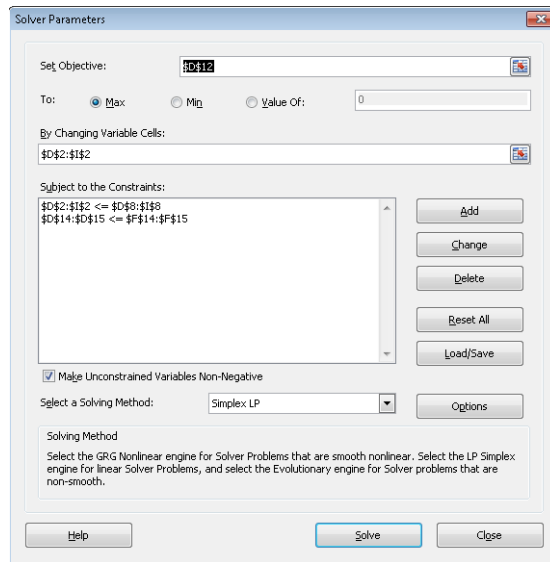 Solver Parameters
Set Objective: $D$12
To: Max Min Value Of: 0
By Changing Variable Cells:
$D$2:$I$2
Subject to the Constraints:
$D$2:$I$2 <= $D$8:$I$8
$D$14:$D$15 <= $F$14:$F$15
Add
Change
Delete
Reset All
Load/Save
Make Unconstrained Variables Non-Negative
Select a Solving Method: Simplex LP Options
Solving Method
Select the GRG Nonlinear engine for Solver Problems that are smooth nonlinear. Select the LP Simplex
engine for linear Solver Problems, and select the Evolutionary engine for Solver problems that are
non-smooth.
Help Solve Close